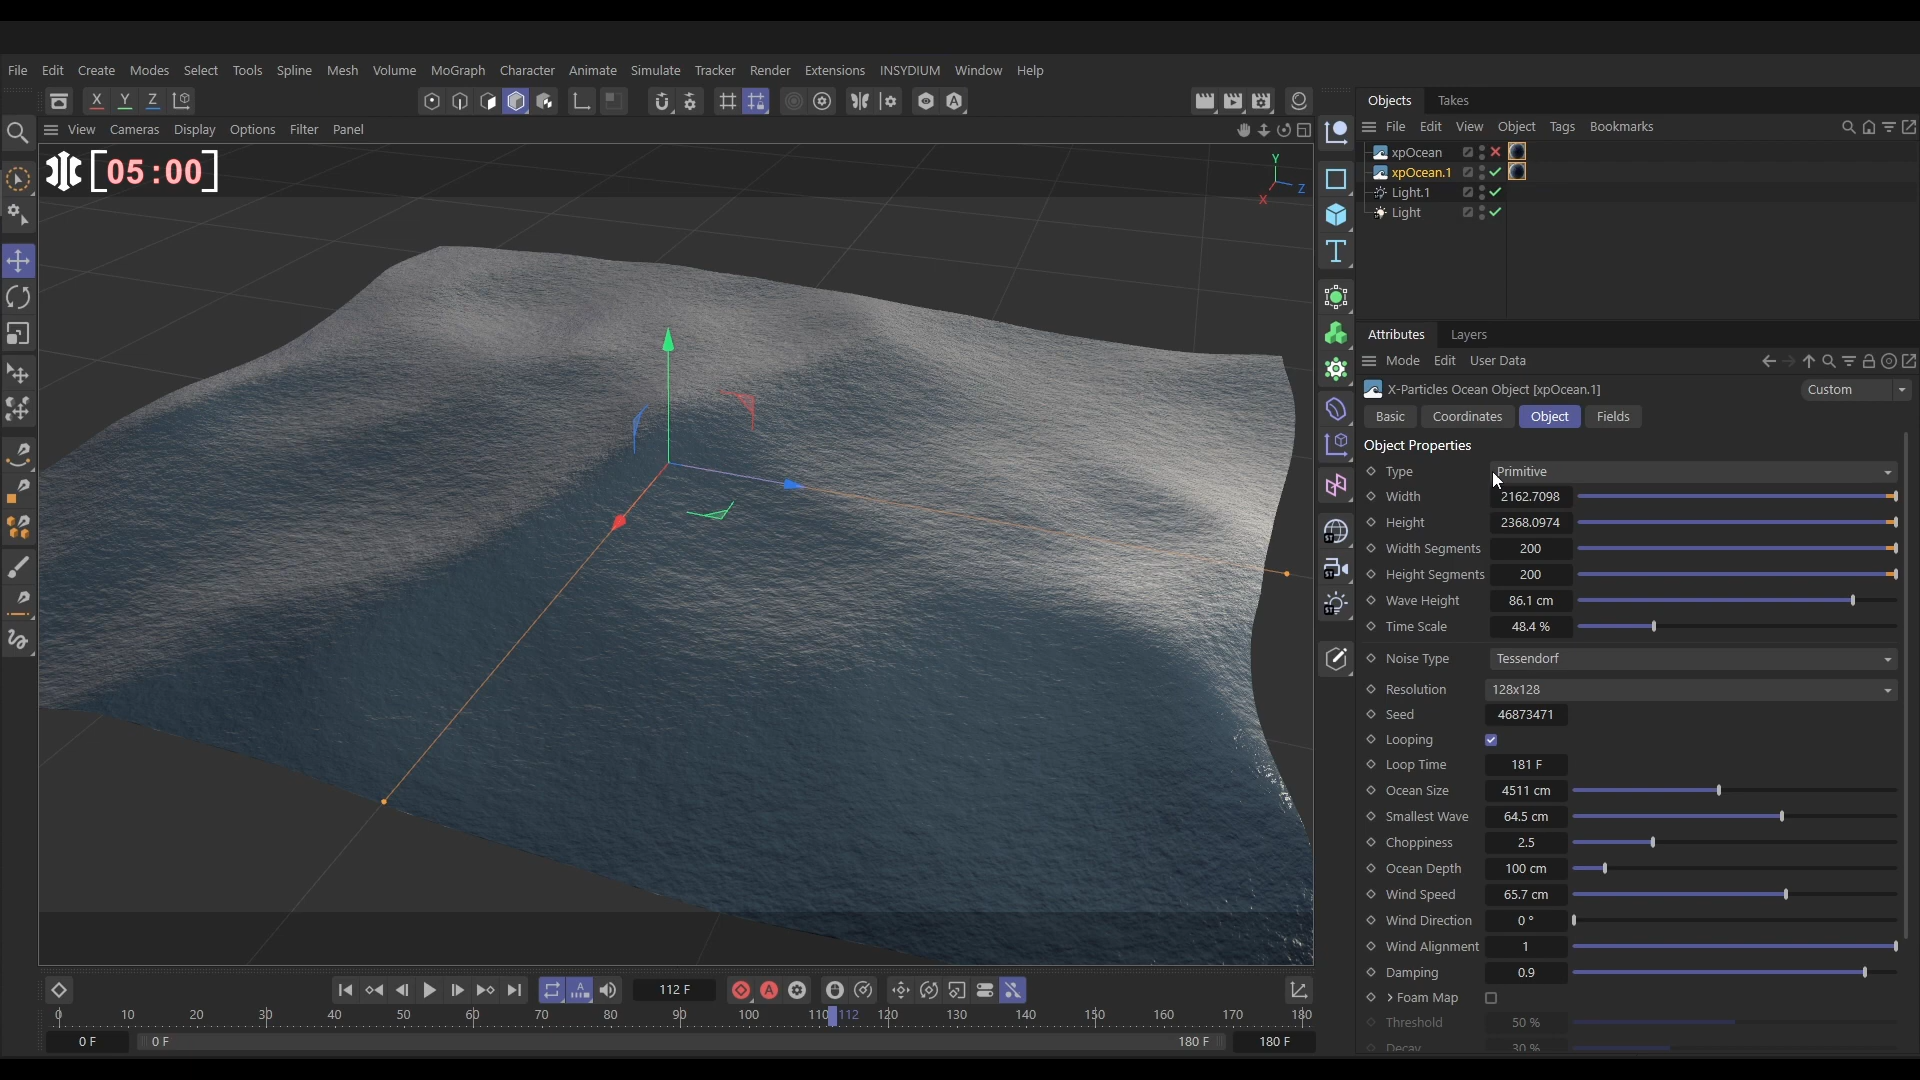 File Edit Create Modes Select Tools Spline Mesh Volume MoGraph Character Animate Simulate Tracker Render Extensions INSYDIUM Window Help
X Y Z
View Cameras Display Options Filter Panel
[05:00]
Y
Z
X
Objects Takes
File Edit View Object Tags Bookmarks
xpOcean
xpOcean.1
Light.1
Light
Attributes Layers
Mode Edit User Data
X-Particles Ocean Object [xpOcean.1] Custom
Basic Coordinates Object Fields
Object Properties
Type Primitive
Width 2162.7098
Height 2368.0974
Width Segments 200
Height Segments 200
Wave Height 86.1 cm
Time Scale 48.4 %
Noise Type Tessendorf
Resolution 128x128
Seed 46873471
Looping
Loop Time 181 F
Ocean Size 4511 cm
Smallest Wave 64.5 cm
Choppiness 2.5
Ocean Depth 100 cm
Wind Speed 65.7 cm
Wind Direction 0 °
Wind Alignment 1
Damping 0.9
Foam Map
Threshold 50 %
Decay 30 %
112 F
0 10 20 30 40 50 60 70 80 90 100 110 112 120 130 140 150 160 170 180
0 F 0 F 180 F 180 F